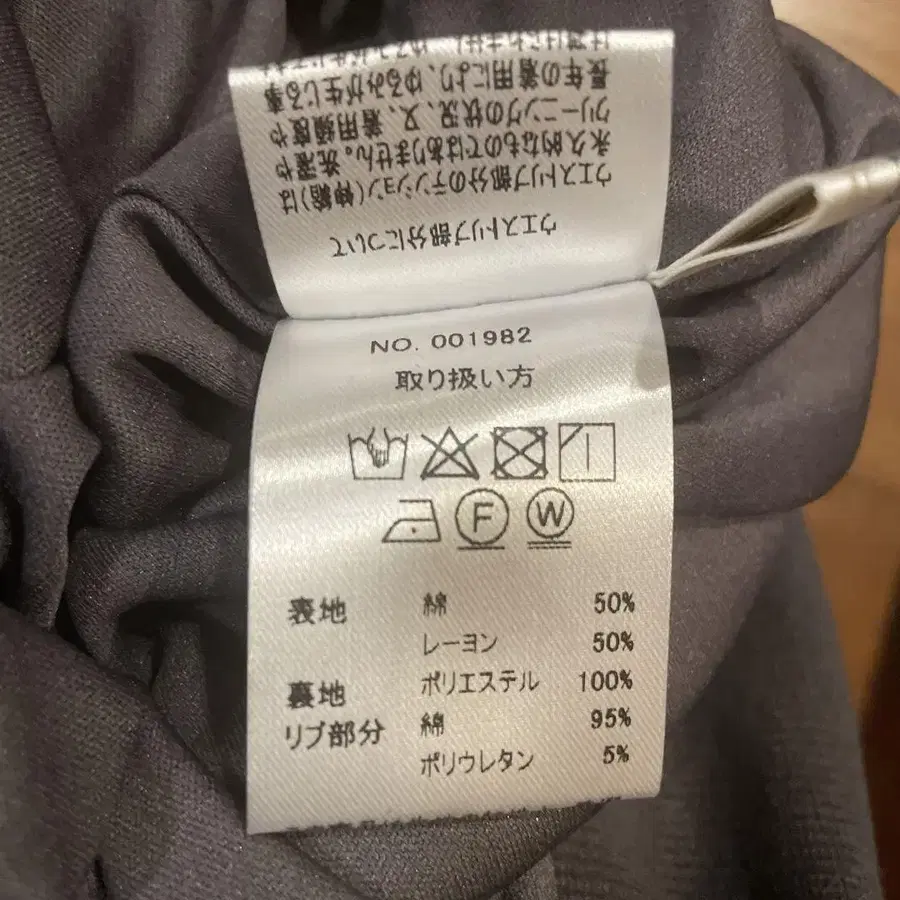 ウエストリブ部分について
ウエストリブ部分のテンション(伸縮)は
永久的なものではありません。洗濯や
クリーニングの状況、又、着用頻度や
長年の着用により、ゆるみが生じる事
NO. 001982
取り扱い方
F W
表地 綿 50%
レーヨン 50%
裏地 ポリエステル 100%
リブ部分 綿 95%
ポリウレタン 5%